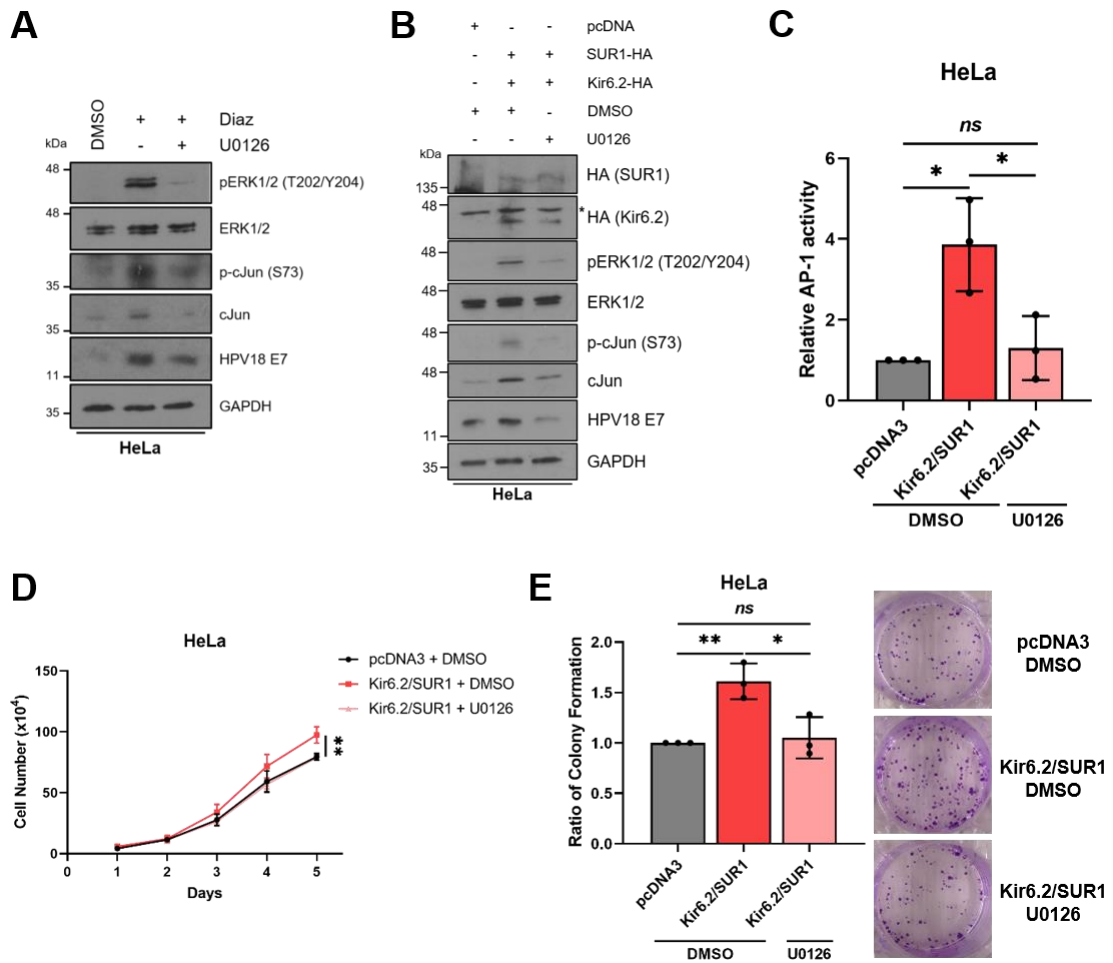 A
DMSO + + Diaz
kDa - + U0126
48 pERK1/2 (T202/Y204)
48 ERK1/2
35 p-cJun (S73)
35 cJun
11 HPV18 E7
35 GAPDH
HeLa
B
+ - - pcDNA
- + + SUR1-HA
- + + Kir6.2-HA
+ + - DMSO
- - + U0126
kDa
135 HA (SUR1)
48 * HA (Kir6.2)
48 pERK1/2 (T202/Y204)
48 ERK1/2
48 p-cJun (S73)
48 cJun
11 HPV18 E7
35 GAPDH
HeLa
C
HeLa
ns
* *
Relative AP-1 activity
6
4
2
0
pcDNA3
Kir6.2/SUR1
Kir6.2/SUR1
DMSO U0126
D
HeLa
Cell Number (x10⁴)
150
100
50
0
0 1 2 3 4 5
Days
pcDNA3 + DMSO
Kir6.2/SUR1 + DMSO
Kir6.2/SUR1 + U0126
**
E
HeLa
ns
** *
Ratio of Colony Formation
2.0
1.5
1.0
0.5
0.0
pcDNA3
Kir6.2/SUR1
Kir6.2/SUR1
DMSO U0126
pcDNA3
DMSO
Kir6.2/SUR1
DMSO
Kir6.2/SUR1
U0126